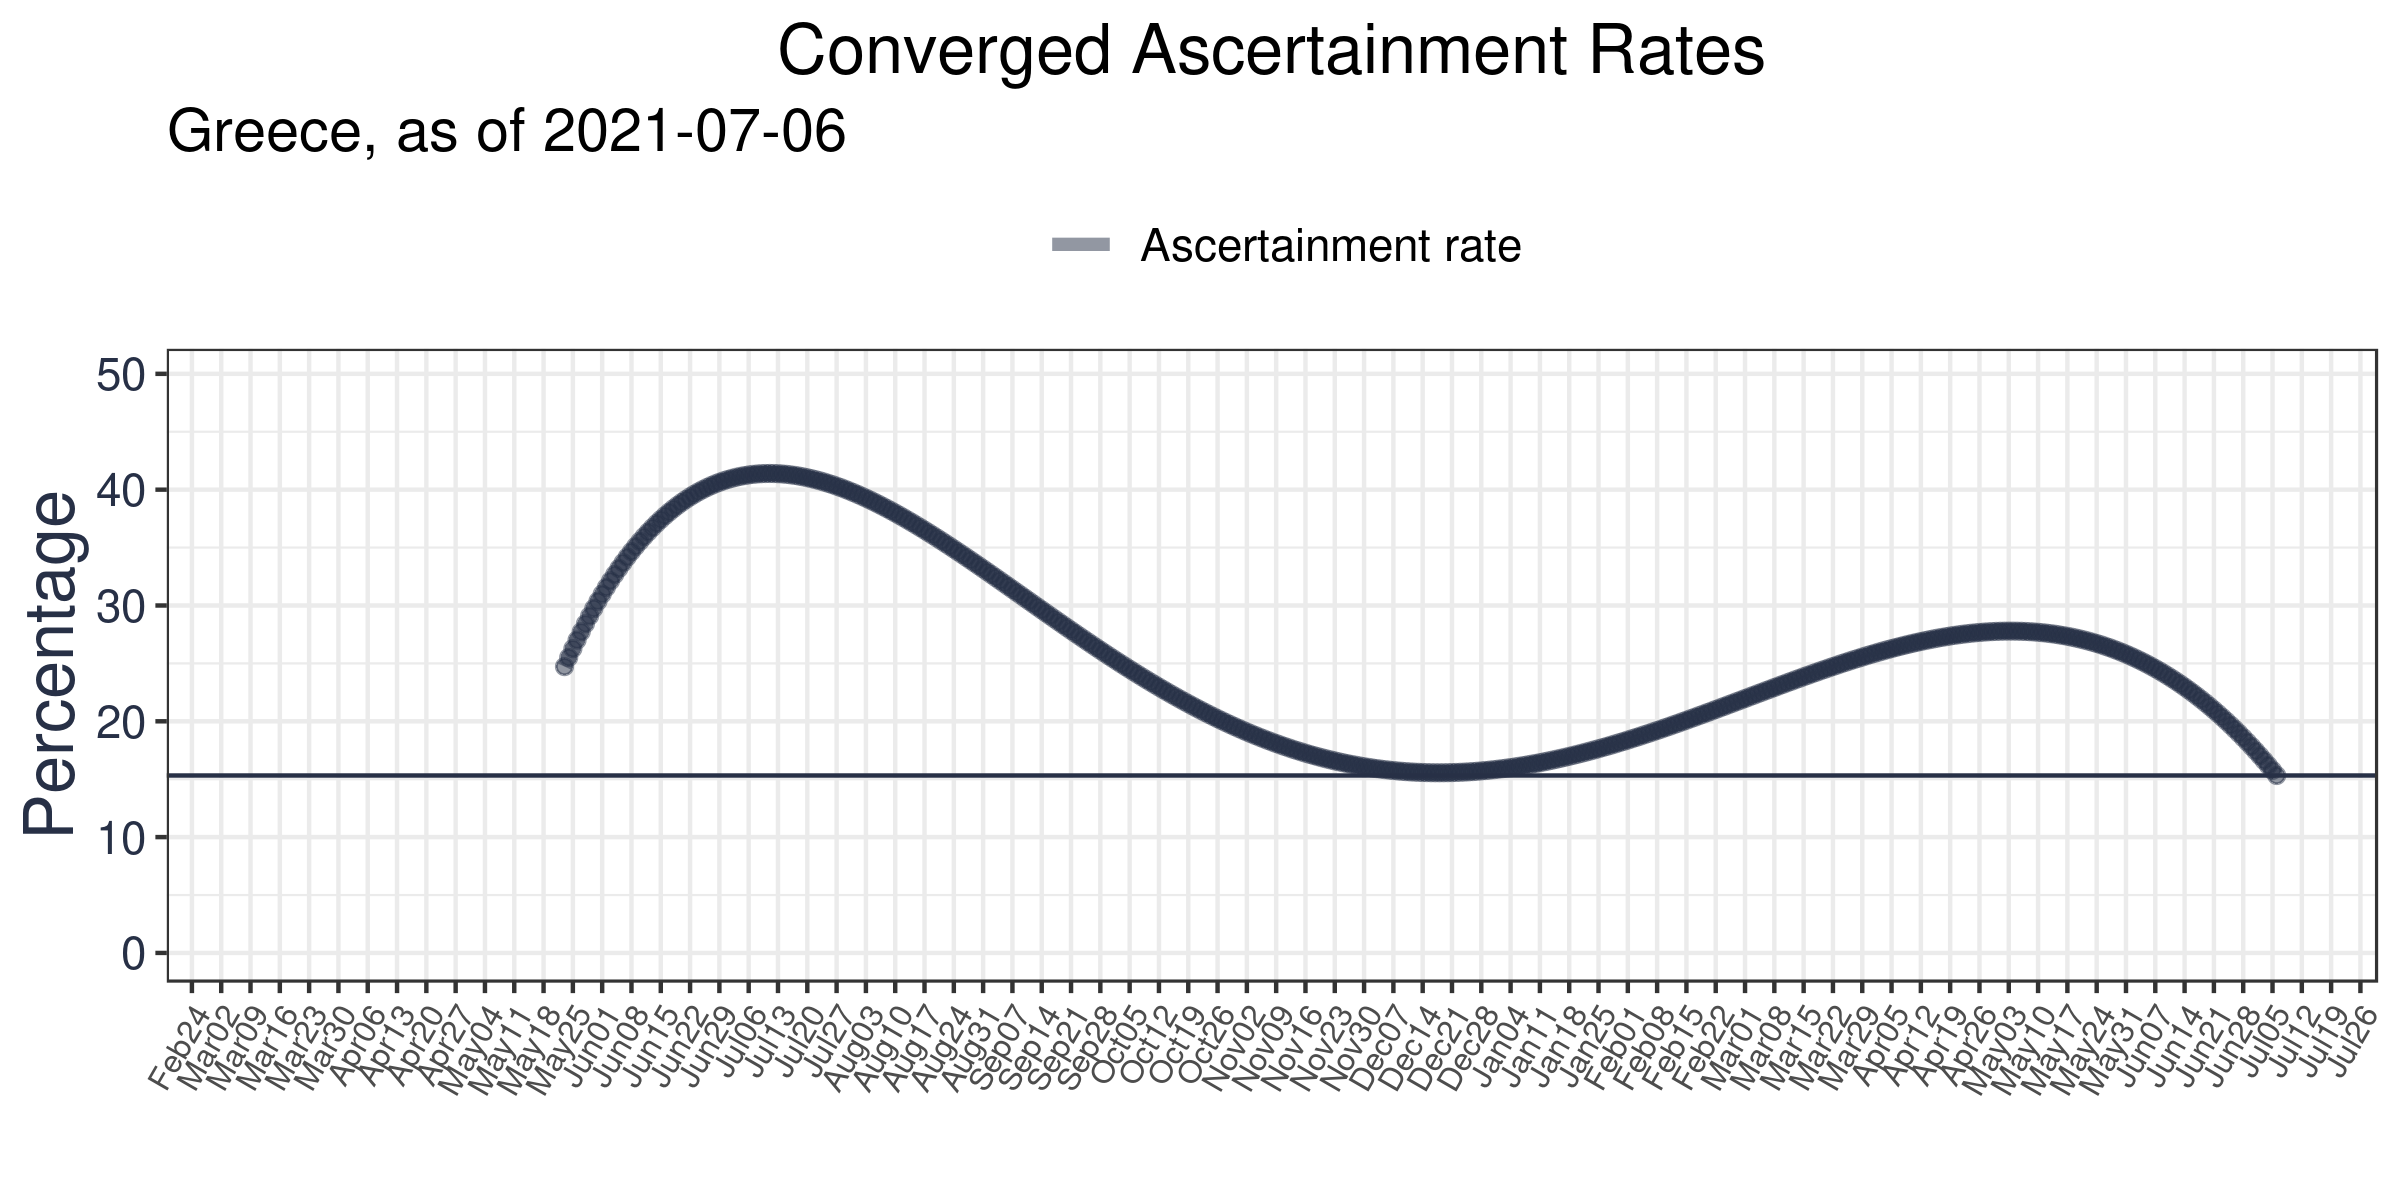 Converged Ascertainment Rates
Greece, as of 2021-07-06
Ascertainment rate
Percentage
50
40
30
20
10
0
Feb24
Mar02
Mar09
Mar16
Mar23
Mar30
Apr06
Apr13
Apr20
Apr27
May04
May11
May18
May25
Jun01
Jun08
Jun15
Jun22
Jun29
Jul06
Jul13
Jul20
Jul27
Aug03
Aug10
Aug17
Aug24
Aug31
Sep07
Sep14
Sep21
Sep28
Oct05
Oct12
Oct19
Oct26
Nov02
Nov09
Nov16
Nov23
Nov30
Dec07
Dec14
Dec21
Dec28
Jan04
Jan11
Jan18
Jan25
Feb01
Feb08
Feb15
Feb22
Mar01
Mar08
Mar15
Mar22
Mar29
Apr05
Apr12
Apr19
Apr26
May03
May10
May17
May24
May31
Jun07
Jun14
Jun21
Jun28
Jul05
Jul12
Jul19
Jul26